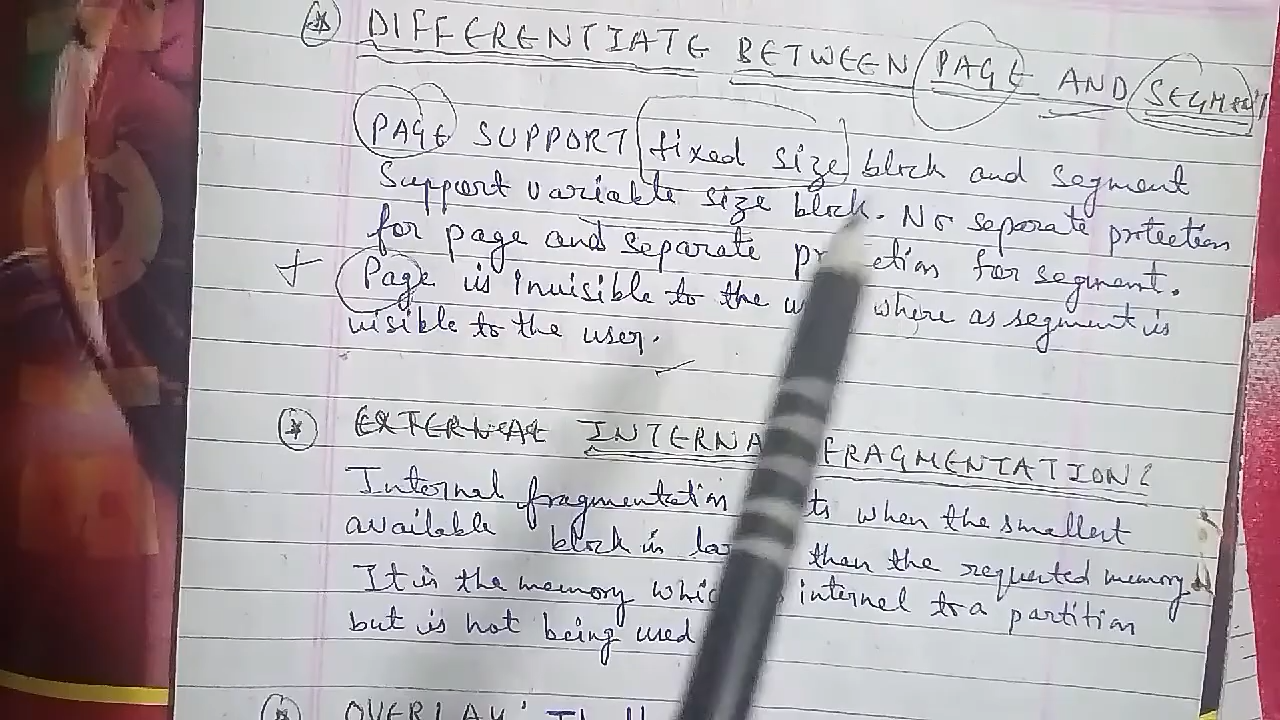 DIFFERENTIATE BETWEEN PAGE AND SEGMENT
PAGE SUPPORT fixed size block and segment
Support variable size block. No separate protection
for page and separate protection for segment.
Page is invisible to the where as segment is
visible to the user.
EXTERNAL INTERNAL FRAGMENTATION?
Internal fragmentation when the smallest
available block is than the requested memory
It is the memory internal to a partition
but is not being used
OVERLAY: